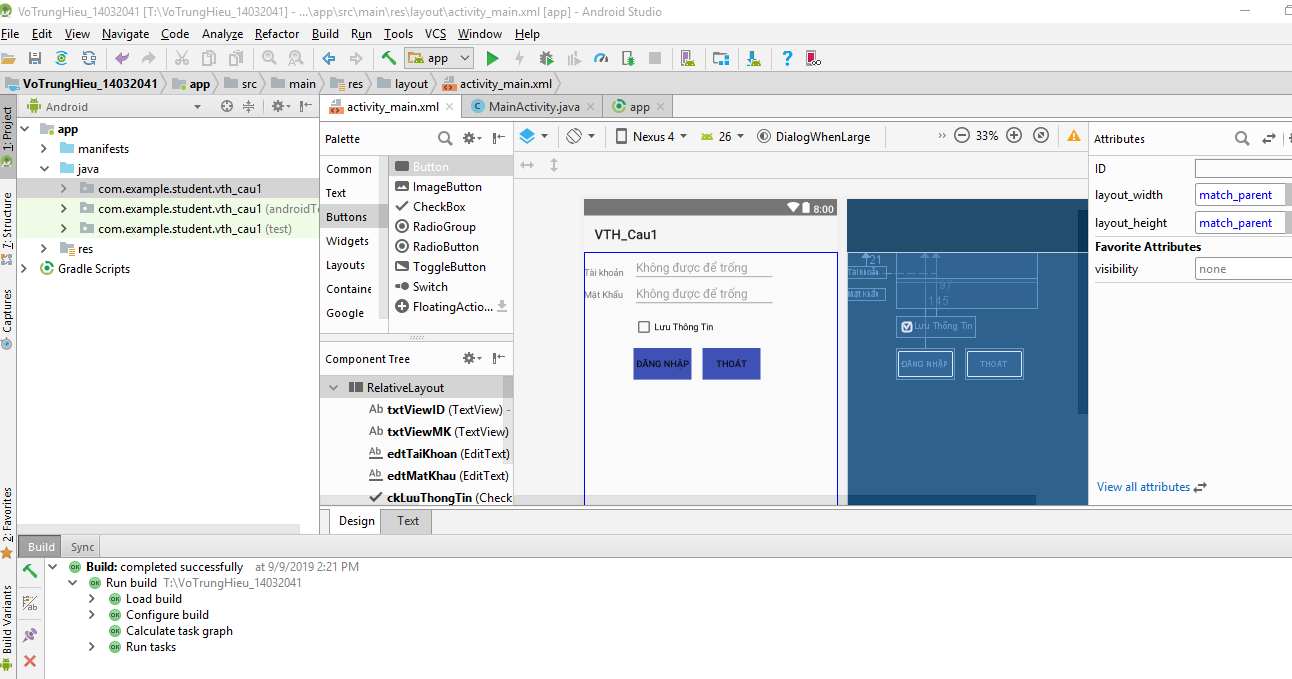 VoTrungHieu_14032041 [T:\VoTrungHieu_14032041] - ...\app\src\main\res\layout\activity_main.xml [app] - Android Studio
File Edit View Navigate Code Analyze Refactor Build Run Tools VCS Window Help
app
VoTrungHieu_14032041 app src main res layout activity_main.xml
Android
activity_main.xml MainActivity.java app
1: Project
7: Structure
Captures
2: Favorites
Build Variants
app
manifests
java
com.example.student.vth_cau1
com.example.student.vth_cau1 (androidTe
com.example.student.vth_cau1 (test)
res
Gradle Scripts
Palette
Common
Text
Buttons
Widgets
Layouts
Containe
Google
Button
ImageButton
CheckBox
RadioGroup
RadioButton
ToggleButton
Switch
FloatingActio...
Component Tree
RelativeLayout
Ab txtViewID (TextView) -
Ab txtViewMK (TextView)
Ab edtTaiKhoan (EditText)
Ab edtMatKhau (EditText)
ckLuuThongTin (Check
Nexus 4 26 DialogWhenLarge » 33%
8:00
VTH_Cau1
Tài khoản Không được để trống
Mật Khẩu Không được để trống
Lưu Thông Tin
ĐĂNG NHẬP THOÁT
21
Tài khoản
97
Mật Khẩu
145
Lưu Thông Tin
ĐĂNG NHẬP THOÁT
Design Text
Attributes
ID
layout_width match_parent
layout_height match_parent
Favorite Attributes
visibility none
View all attributes
Build Sync
Build: completed successfully at 9/9/2019 2:21 PM
Run build T:\VoTrungHieu_14032041
Load build
Configure build
Calculate task graph
Run tasks